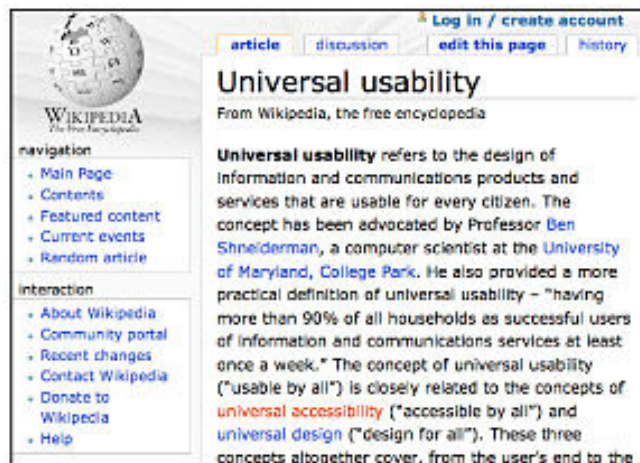 Log in / create account
article discussion edit this page history
WIKIPEDIA
The Free Encyclopedia
navigation
Main Page
Contents
Featured content
Current events
Random article
interaction
About Wikipedia
Community portal
Recent changes
Contact Wikipedia
Donate to
Wikipedia
Help
Universal usability
From Wikipedia, the free encyclopedia
Universal usability refers to the design of
information and communications products and
services that are usable for every citizen. The
concept has been advocated by Professor Ben
Shneiderman, a computer scientist at the University
of Maryland, College Park. He also provided a more
practical definition of universal usability – "having
more than 90% of all households as successful users
of information and communications services at least
once a week." The concept of universal usability
("usable by all") is closely related to the concepts of
universal accessibility ("accessible by all") and
universal design ("design for all"). These three
concepts altogether cover, from the user's end to the